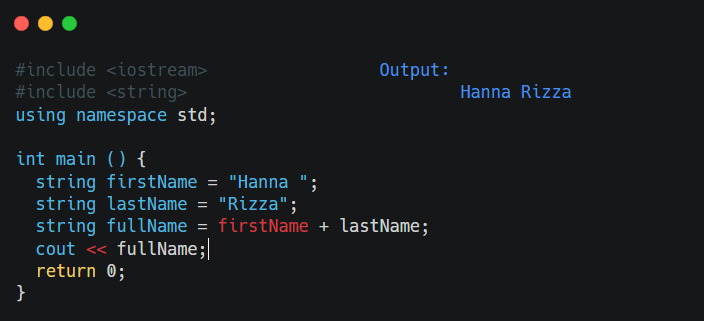 #include <iostream>
Output:
#include <string>
Hanna Rizza
using namespace std;
int main () {
string firstName = "Hanna ";
string lastName = "Rizza";
string fullName = firstName + lastName;
cout << fullName;
return 0;
}